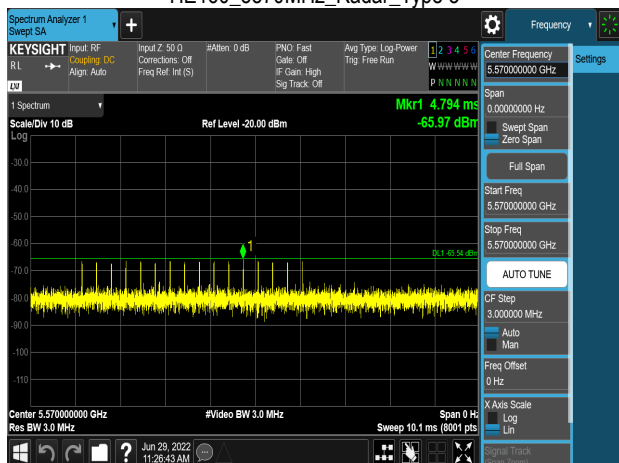 Spectrum Analyzer 1
Swept SA
Frequency
KEYSIGHT
Input: RF
Coupling: DC
Align: Auto
Input Z: 50 Ω
Corrections: Off
Freq Ref: Int (S)
#Atten: 0 dB
PNO: Fast
Gate: Off
IF Gain: High
Sig Track: Off
Avg Type: Log-Power
Trig: Free Run
1 2 3 4 5 6
W W W W W W
P N N N N N
R L
LXI
Center Frequency
5.570000000 GHz
Settings
Span
0.00000000 Hz
Swept Span
Zero Span
Full Span
Start Freq
5.570000000 GHz
Stop Freq
5.570000000 GHz
AUTO TUNE
CF Step
3.000000 MHz
Auto
Man
Freq Offset
0 Hz
X Axis Scale
Log
Lin
Signal Track
1 Spectrum
Scale/Div 10 dB
Log
Ref Level -20.00 dBm
Mkr1 4.794 ms
-65.97 dBm
-30.0
-40.0
-50.0
-60.0
-70.0
-80.0
-90.0
-100
-110
1
DL1 -65.54 dBm
Center 5.570000000 GHz
Res BW 3.0 MHz
#Video BW 3.0 MHz
Span 0 Hz
Sweep 10.1 ms (8001 pts)
?
Jun 29, 2022
11:26:43 AM